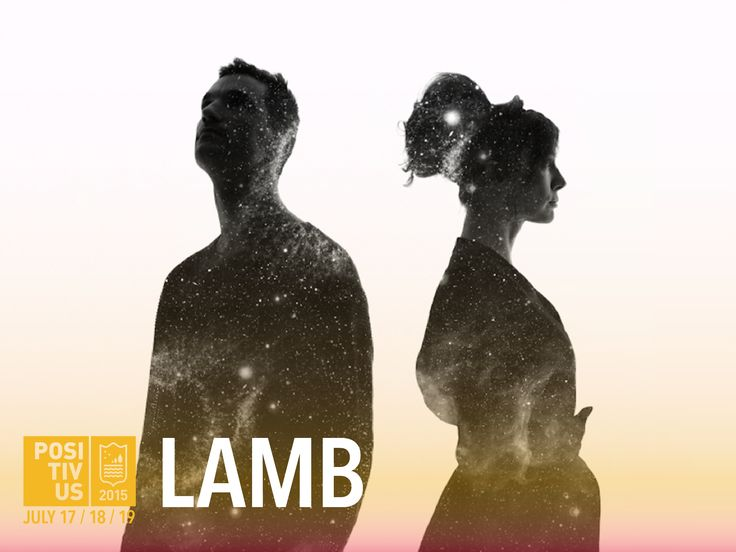 POSI
TIV
US
2015
JULY 17 / 18 / 19
LAMB